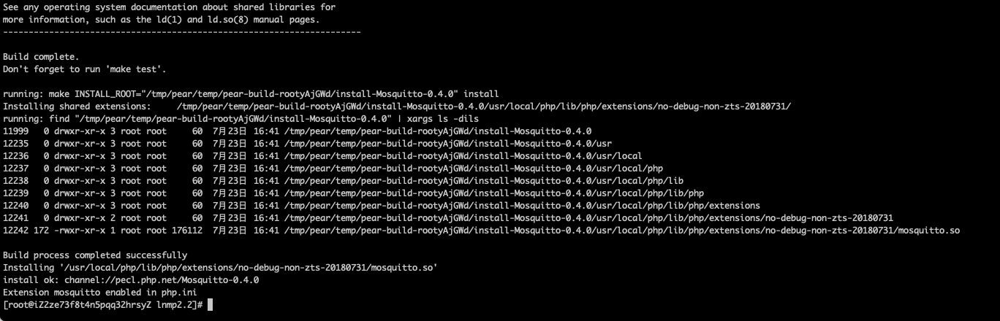 See any operating system documentation about shared libraries for
more information, such as the ld(1) and ld.so(8) manual pages.
----------------------------------------------------------------------
Build complete.
Don't forget to run 'make test'.
running: make INSTALL_ROOT="/tmp/pear/temp/pear-build-rootyAjGWd/install-Mosquitto-0.4.0" install
Installing shared extensions:     /tmp/pear/temp/pear-build-rootyAjGWd/install-Mosquitto-0.4.0/usr/local/php/lib/php/extensions/no-debug-non-zts-20180731/
running: find "/tmp/pear/temp/pear-build-rootyAjGWd/install-Mosquitto-0.4.0" | xargs ls -dils
11999   0 drwxr-xr-x 3 root root     60  7月23日 16:41 /tmp/pear/temp/pear-build-rootyAjGWd/install-Mosquitto-0.4.0
12235   0 drwxr-xr-x 3 root root     60  7月23日 16:41 /tmp/pear/temp/pear-build-rootyAjGWd/install-Mosquitto-0.4.0/usr
12236   0 drwxr-xr-x 3 root root     60  7月23日 16:41 /tmp/pear/temp/pear-build-rootyAjGWd/install-Mosquitto-0.4.0/usr/local
12237   0 drwxr-xr-x 3 root root     60  7月23日 16:41 /tmp/pear/temp/pear-build-rootyAjGWd/install-Mosquitto-0.4.0/usr/local/php
12238   0 drwxr-xr-x 3 root root     60  7月23日 16:41 /tmp/pear/temp/pear-build-rootyAjGWd/install-Mosquitto-0.4.0/usr/local/php/lib
12239   0 drwxr-xr-x 3 root root     60  7月23日 16:41 /tmp/pear/temp/pear-build-rootyAjGWd/install-Mosquitto-0.4.0/usr/local/php/lib/php
12240   0 drwxr-xr-x 3 root root     60  7月23日 16:41 /tmp/pear/temp/pear-build-rootyAjGWd/install-Mosquitto-0.4.0/usr/local/php/lib/php/extensions
12241   0 drwxr-xr-x 2 root root     60  7月23日 16:41 /tmp/pear/temp/pear-build-rootyAjGWd/install-Mosquitto-0.4.0/usr/local/php/lib/php/extensions/no-debug-non-zts-20180731
12242 172 -rwxr-xr-x 1 root root 176112  7月23日 16:41 /tmp/pear/temp/pear-build-rootyAjGWd/install-Mosquitto-0.4.0/usr/local/php/lib/php/extensions/no-debug-non-zts-20180731/mosquitto.so
Build process completed successfully
Installing '/usr/local/php/lib/php/extensions/no-debug-non-zts-20180731/mosquitto.so'
install ok: channel://pecl.php.net/Mosquitto-0.4.0
Extension mosquitto enabled in php.ini
[root@iZ2ze73f8t4n5pqq32hrsyZ lnmp2.2]#